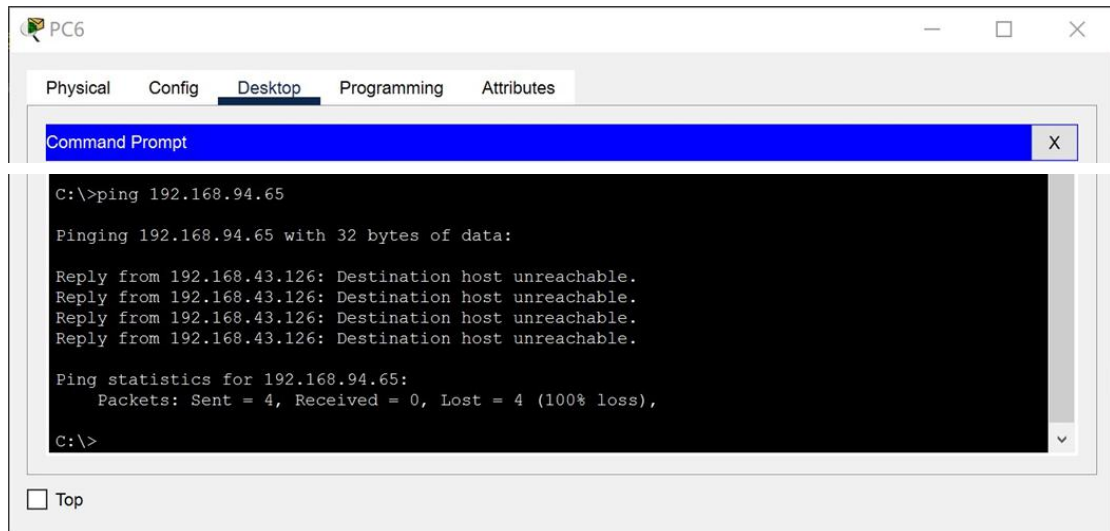 PC6
Physical Config Desktop Programming Attributes
Command Prompt X
C:\>ping 192.168.94.65
Pinging 192.168.94.65 with 32 bytes of data:
Reply from 192.168.43.126: Destination host unreachable.
Reply from 192.168.43.126: Destination host unreachable.
Reply from 192.168.43.126: Destination host unreachable.
Reply from 192.168.43.126: Destination host unreachable.
Ping statistics for 192.168.94.65:
Packets: Sent = 4, Received = 0, Lost = 4 (100% loss),
C:\>
Top